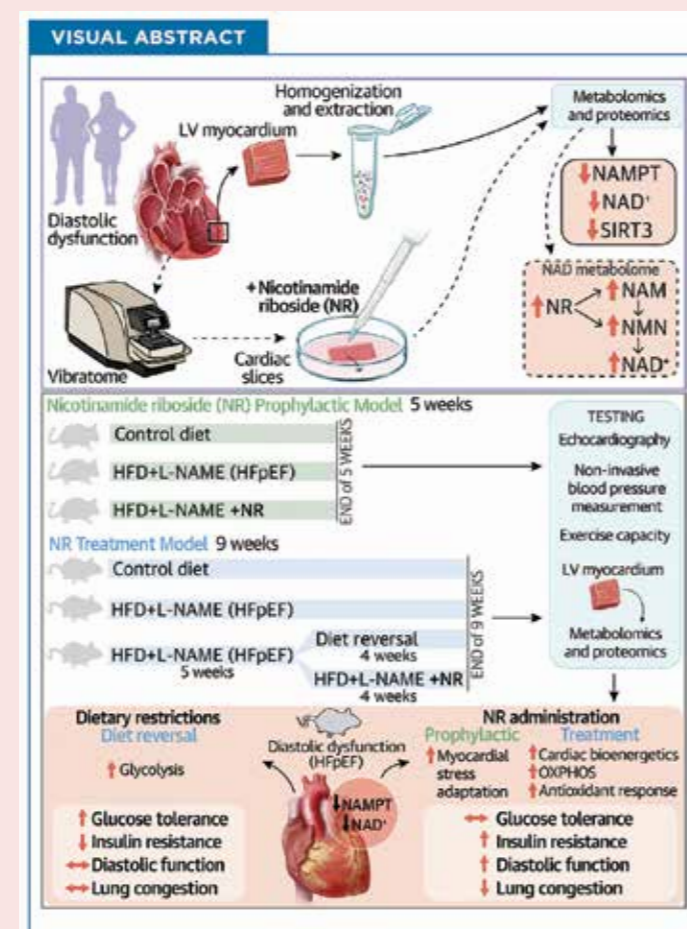 VISUAL ABSTRACT
Homogenization
and extraction
LV myocardium
Diastolic
dysfunction
Metabolomics
and proteomics
↓NAMPT
↓NAD⁺
↓SIRT3
Vibratome
+Nicotinamide
riboside (NR)
Cardiac
slices
NAD metabolome
↑NR
↑NAM
↑NMN
↑NAD⁺
Nicotinamide riboside (NR) Prophylactic Model 5 weeks
Control diet
HFD+L-NAME (HFpEF)
HFD+L-NAME +NR
END of 5 WEEKS
NR Treatment Model 9 weeks
Control diet
HFD+L-NAME (HFpEF)
HFD+L-NAME (HFpEF)
5 weeks
Diet reversal
4 weeks
HFD+L-NAME +NR
4 weeks
END of 9 WEEKS
TESTING
Echocardiography
Non-invasive
blood pressure
measurement
Exercise capacity
LV myocardium
Metabolomics
and proteomics
Dietary restrictions
Diet reversal
↑Glycolysis
↑Glucose tolerance
↓Insulin resistance
↔Diastolic function
↔Lung congestion
Diastolic dysfunction
(HFpEF)
↓NAMPT
↓NAD⁺
NR administration
Prophylactic
↑Myocardial
stress
adaptation
Treatment
↑Cardiac bioenergetics
↑OXPHOS
↑Antioxidant response
↔Glucose tolerance
↑Insulin resistance
↑Diastolic function
↓Lung congestion